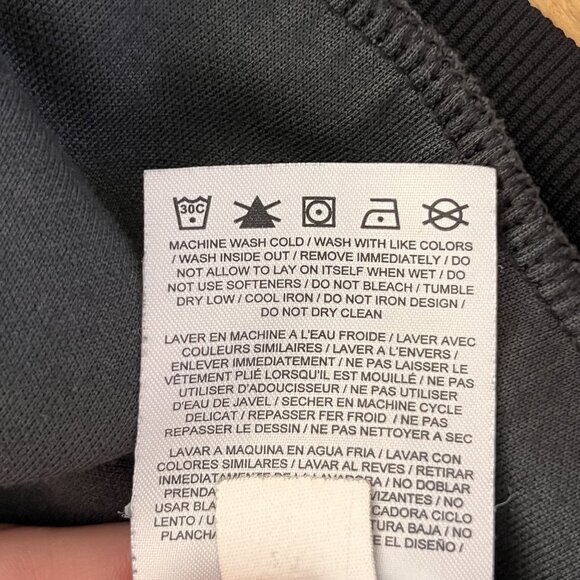 30C
MACHINE WASH COLD / WASH WITH LIKE COLORS
/ WASH INSIDE OUT / REMOVE IMMEDIATELY / DO
NOT ALLOW TO LAY ON ITSELF WHEN WET / DO
NOT USE SOFTENERS / DO NOT BLEACH / TUMBLE
DRY LOW / COOL IRON / DO NOT IRON DESIGN /
DO NOT DRY CLEAN
LAVER EN MACHINE A L'EAU FROIDE / LAVER AVEC
COULEURS SIMILAIRES / LAVER A L'ENVERS /
ENLEVER IMMEDIATEMENT / NE PAS LAISSER LE
VÊTEMENT PLIÉ LORSQU'IL EST MOUILLÉ / NE PAS
UTILISER D'ADOUCISSEUR / NE PAS UTILISER
D'EAU DE JAVEL / SECHER EN MACHINE CYCLE
DELICAT / REPASSER FER FROID / NE PAS
REPASSER LE DESSIN / NE PAS NETTOYER A SEC
LAVAR A MAQUINA EN AGUA FRIA / LAVAR CON
COLORES SIMILARES / LAVAR AL REVES / RETIRAR
NO DOBLAR
USAR
LENTO / CICLO
BAJA / NO
EL DISEÑO /